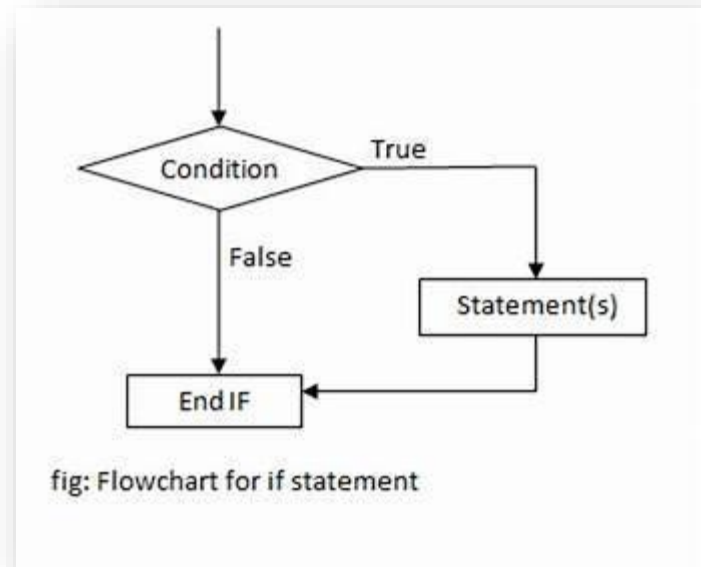 Condition
True
False
Statement(s)
End IF
fig: Flowchart for if statement